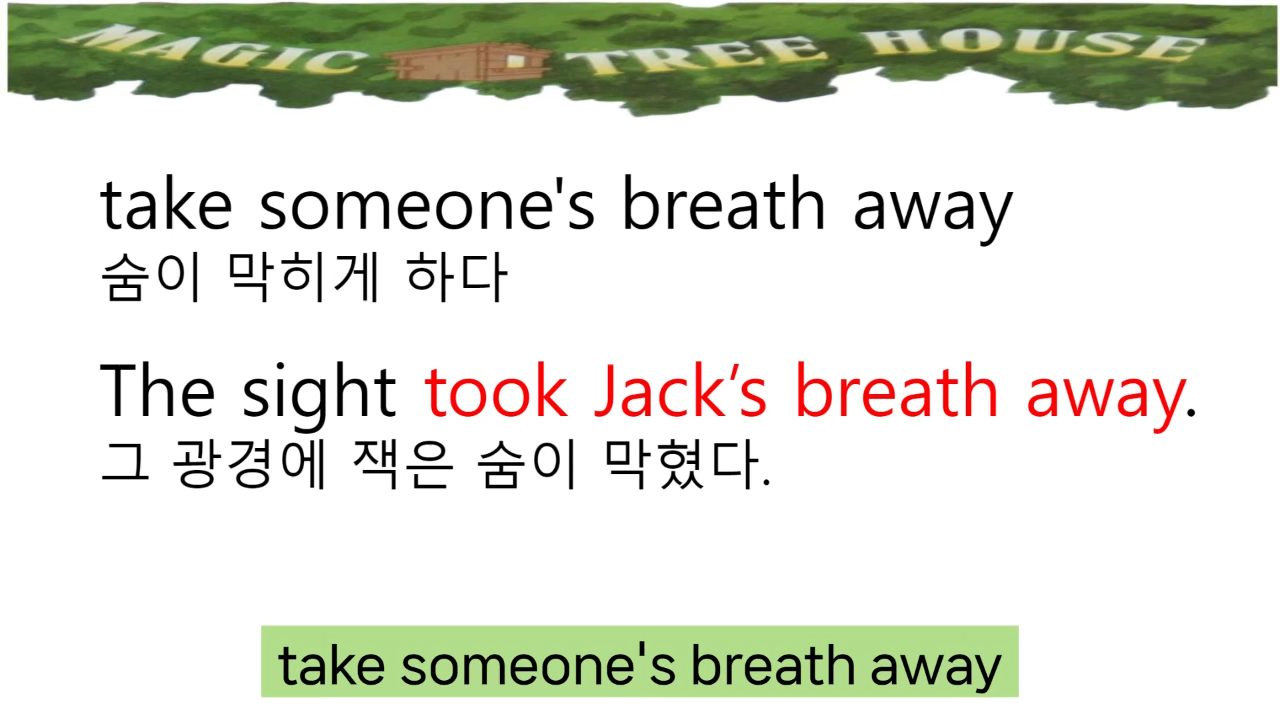 MAGIC TREE HOUSE
take someone's breath away
숨이 막히게 하다
The sight took Jack’s breath away.
그 광경에 잭은 숨이 막혔다.
take someone's breath away